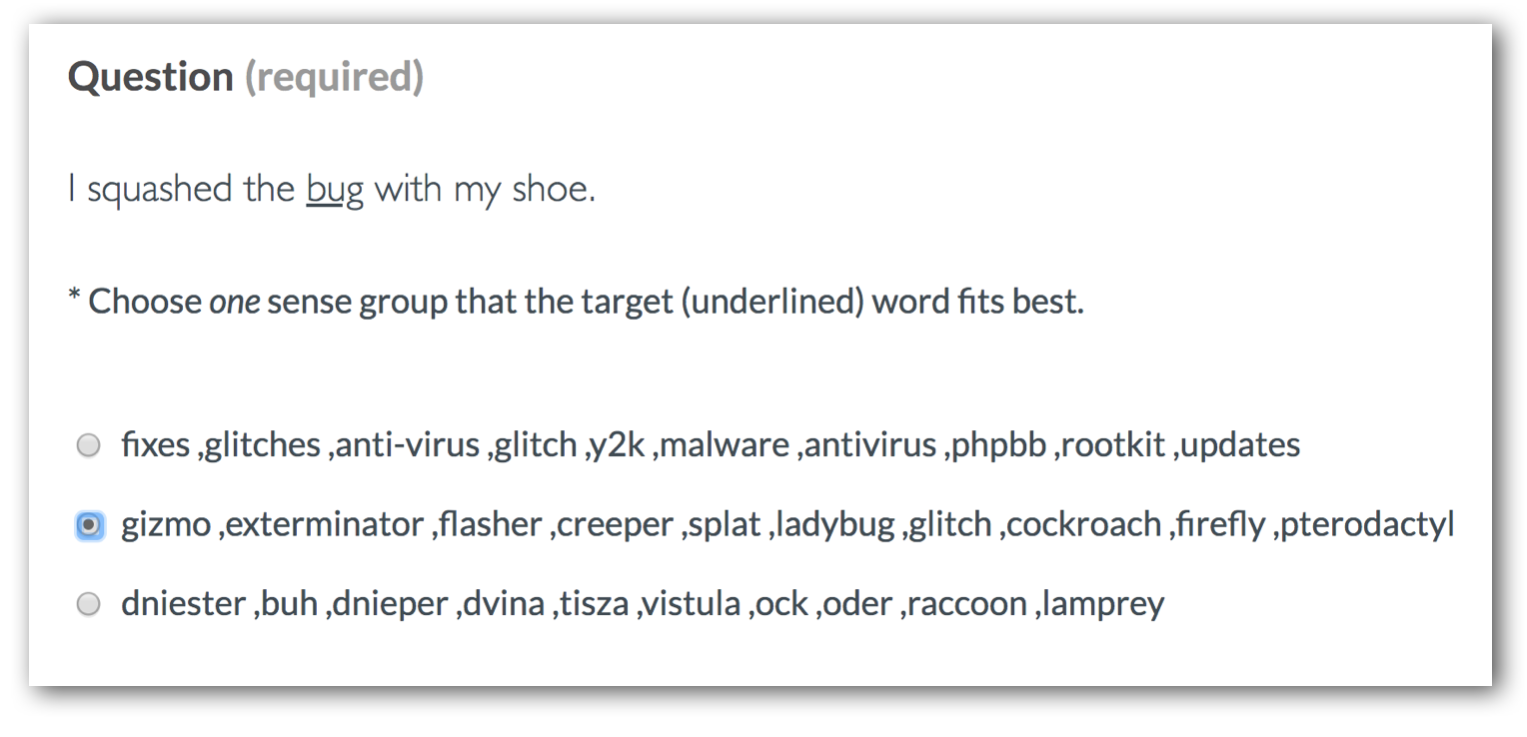 Question (required)
I squashed the bug with my shoe.
* Choose one sense group that the target (underlined) word fits best.
fixes ,glitches ,anti-virus ,glitch ,y2k ,malware ,antivirus ,phpbb ,rootkit ,updates
gizmo ,exterminator ,flasher ,creeper ,splat ,ladybug ,glitch ,cockroach ,firefly ,pterodactyl
dniester ,buh ,dnieper ,dvina ,tisza ,vistula ,ock ,oder ,raccoon ,lamprey